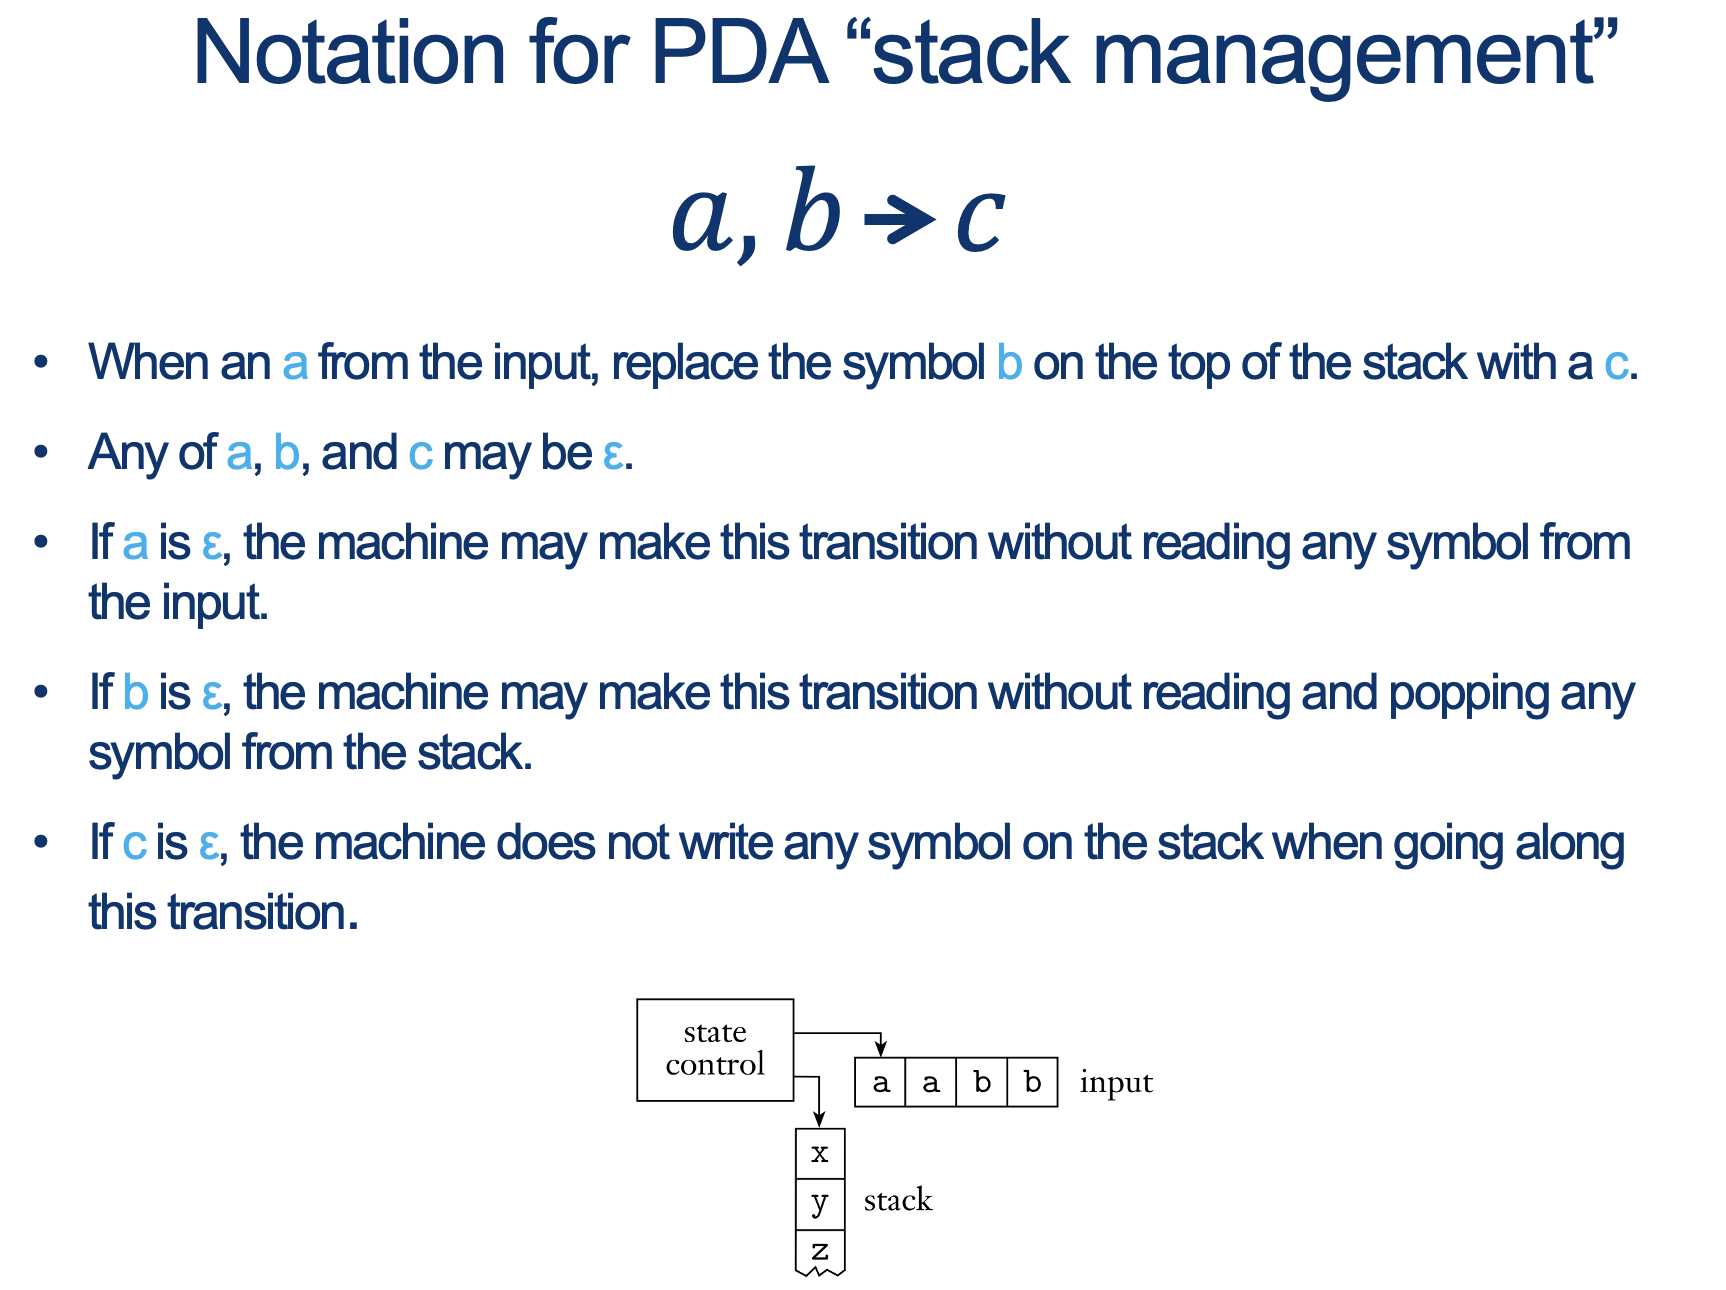 Notation for PDA “stack management”
a, b → c
• When an a from the input, replace the symbol b on the top of the stack with a c.
• Any of a, b, and c may be ε.
• If a is ε, the machine may make this transition without reading any symbol from
the input.
• If b is ε, the machine may make this transition without reading and popping any
symbol from the stack.
• If c is ε, the machine does not write any symbol on the stack when going along
this transition.
state
control
a a b b input
x
y stack
z